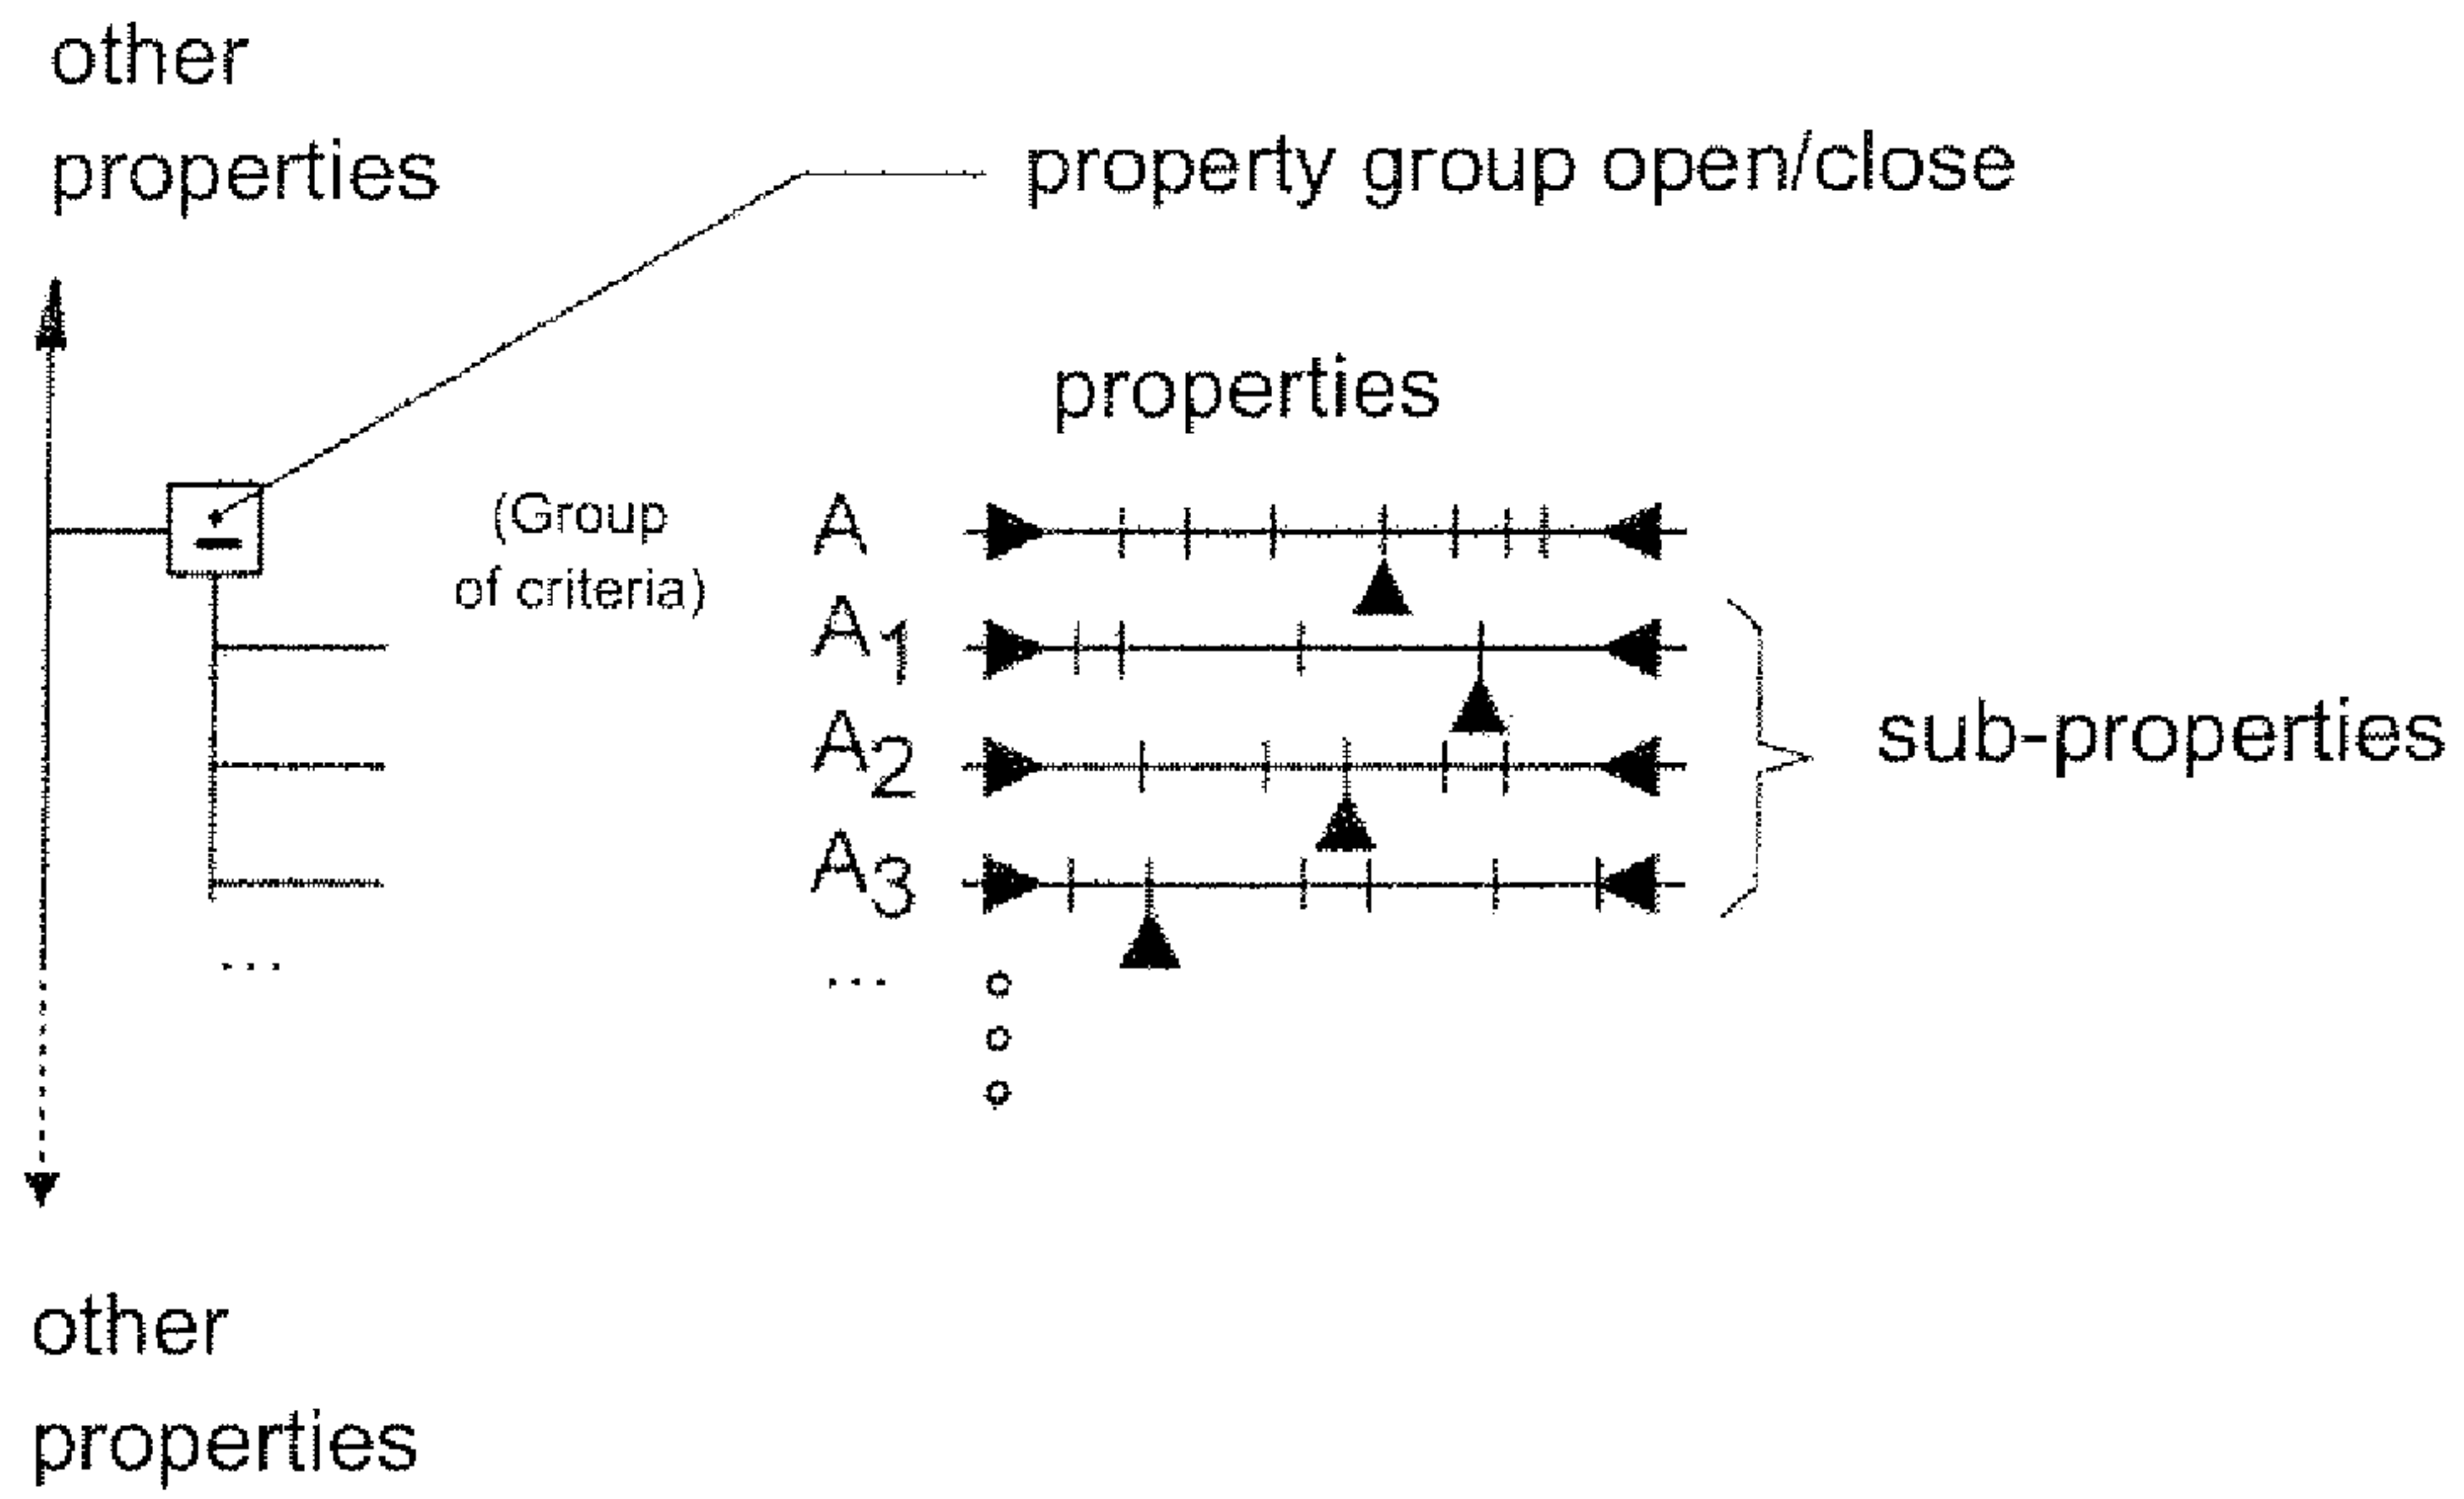 other
properties
property group open/close
properties
(Group
of criteria)
A
A1
A2
sub-properties
A3
...
...
other
properties